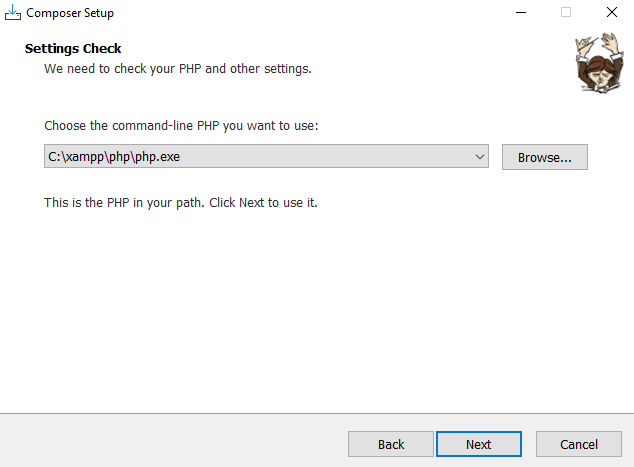 Composer Setup
Settings Check
We need to check your PHP and other settings.
Choose the command-line PHP you want to use:
C:\xampp\php\php.exe
Browse...
This is the PHP in your path. Click Next to use it.
Back
Next
Cancel